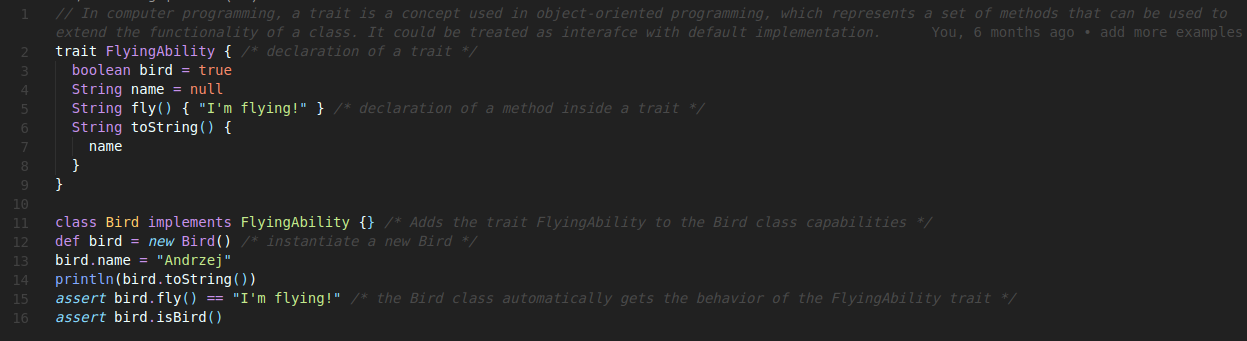 1 // In computer programming, a trait is a concept used in object-oriented programming, which represents a set of methods that can be used to
extend the functionality of a class. It could be treated as interafce with default implementation. You, 6 months ago • add more examples
2 trait FlyingAbility { /* declaration of a trait */
3 boolean bird = true
4 String name = null
5 String fly() { "I'm flying!" } /* declaration of a method inside a trait */
6 String toString() {
7 name
8 }
9 }
10
11 class Bird implements FlyingAbility {} /* Adds the trait FlyingAbility to the Bird class capabilities */
12 def bird = new Bird() /* instantiate a new Bird */
13 bird.name = "Andrzej"
14 println(bird.toString())
15 assert bird.fly() == "I'm flying!" /* the Bird class automatically gets the behavior of the FlyingAbility trait */
16 assert bird.isBird()